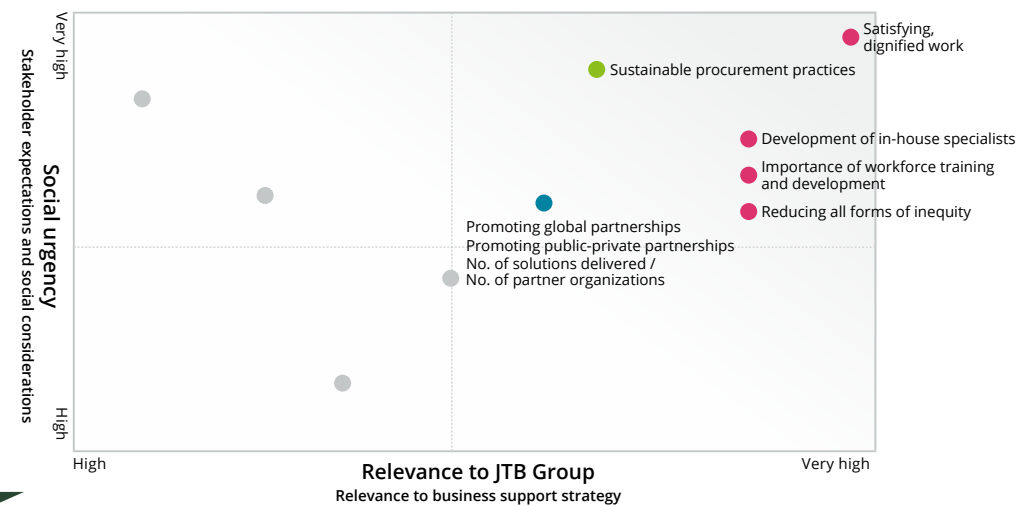 Very high
Stakeholder expectations and social considerations
Social urgency
High
Satisfying,
dignified work
Sustainable procurement practices
Development of in-house specialists
Importance of workforce training
and development
Reducing all forms of inequity
Promoting global partnerships
Promoting public-private partnerships
No. of solutions delivered /
No. of partner organizations
High
Relevance to JTB Group
Very high
Relevance to business support strategy